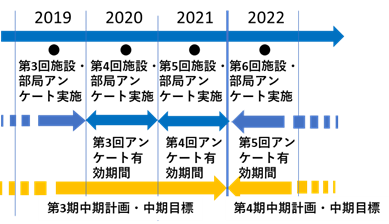 2019 2020 2021 2022
第3回施設・部局アンケート実施
第4回施設・部局アンケート実施
第5回施設・部局アンケート実施
第6回施設・部局アンケート実施
第3回アンケート有効期間
第4回アンケート有効期間
第5回アンケート有効期間
第3期中期計画・中期目標
第4期中期計画・中期目標